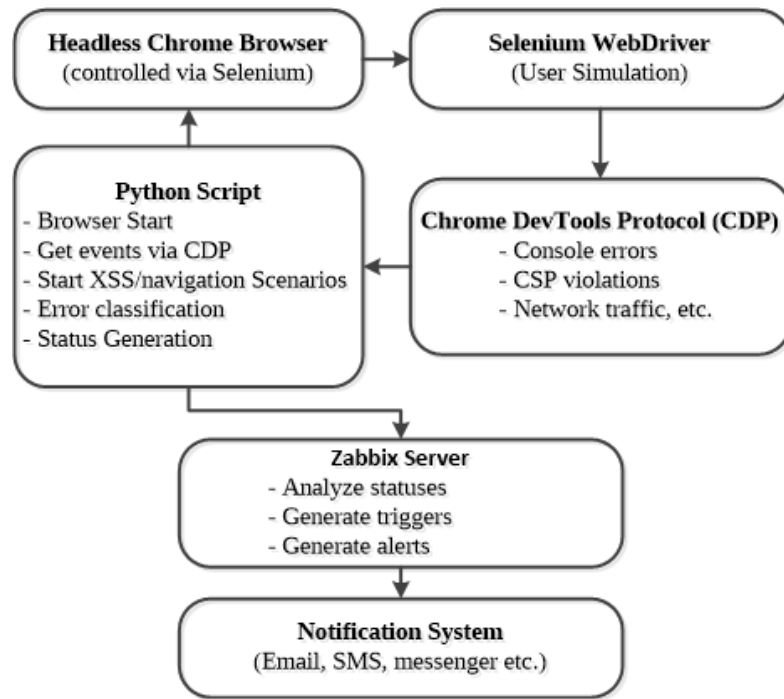 Headless Chrome Browser
(controlled via Selenium)
Selenium WebDriver
(User Simulation)
Python Script
- Browser Start
- Get events via CDP
- Start XSS/navigation Scenarios
- Error classification
- Status Generation
Chrome DevTools Protocol (CDP)
- Console errors
- CSP violations
- Network traffic, etc.
Zabbix Server
- Analyze statuses
- Generate triggers
- Generate alerts
Notification System
(Email, SMS, messenger etc.)